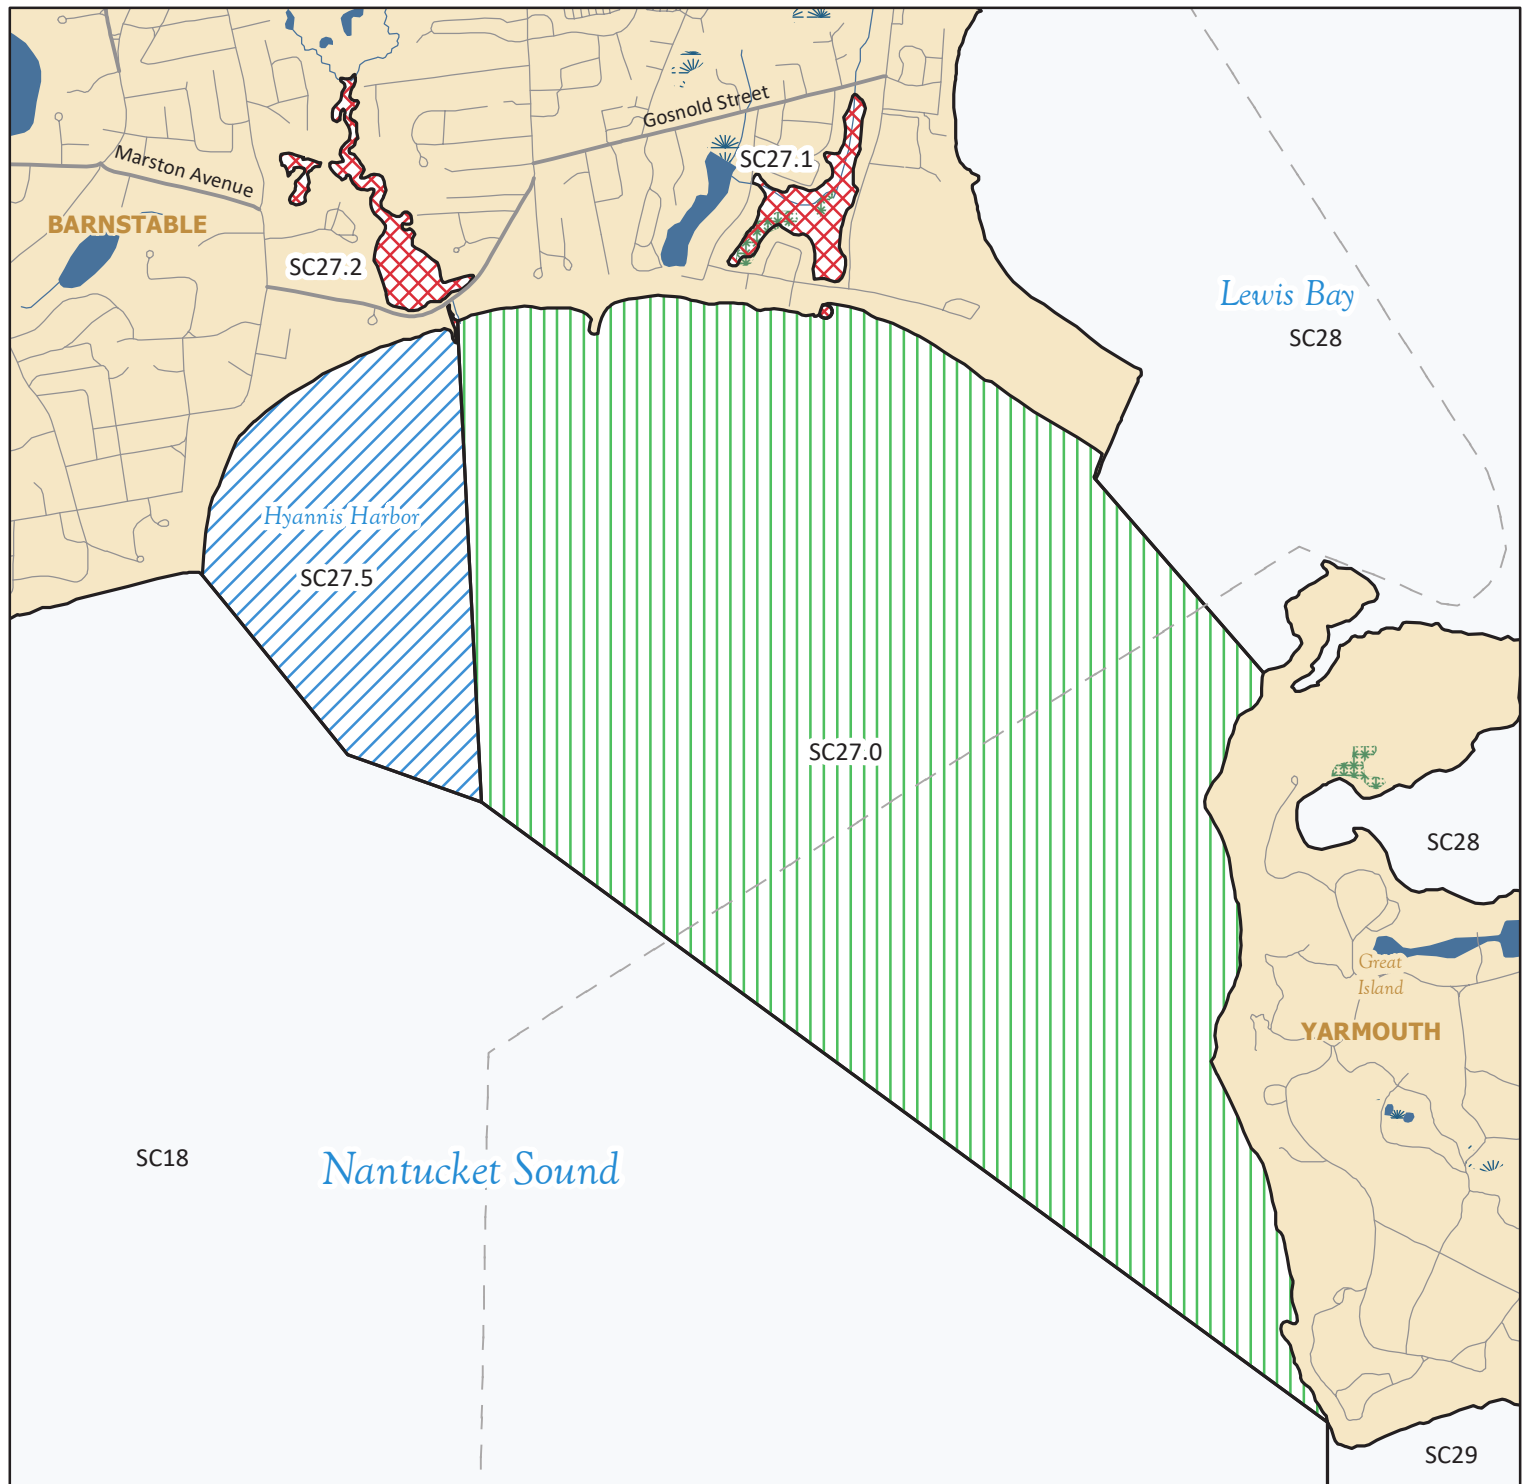 Gosnold Street
SC27.1
Marston Avenue
BARNSTABLE
SC27.2
Lewis Bay
SC28
Hyannis Harbor
SC27.5
SC27.0
SC28
Great
Island
YARMOUTH
SC18
Nantucket Sound
SC29